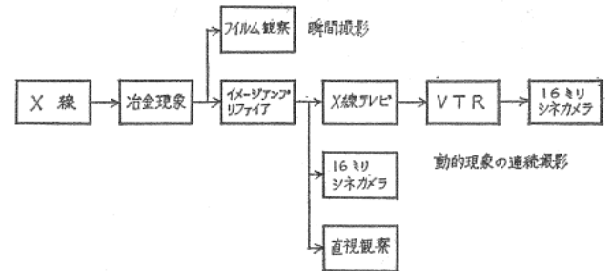 フィルム観察 瞬間撮影
X 線
冶金現象
イメージアンプ
リファイア
X線テレビ
VTR
16ミリ
シネカメラ
16ミリ
シネカメラ
動的現象の連続撮影
直視観察